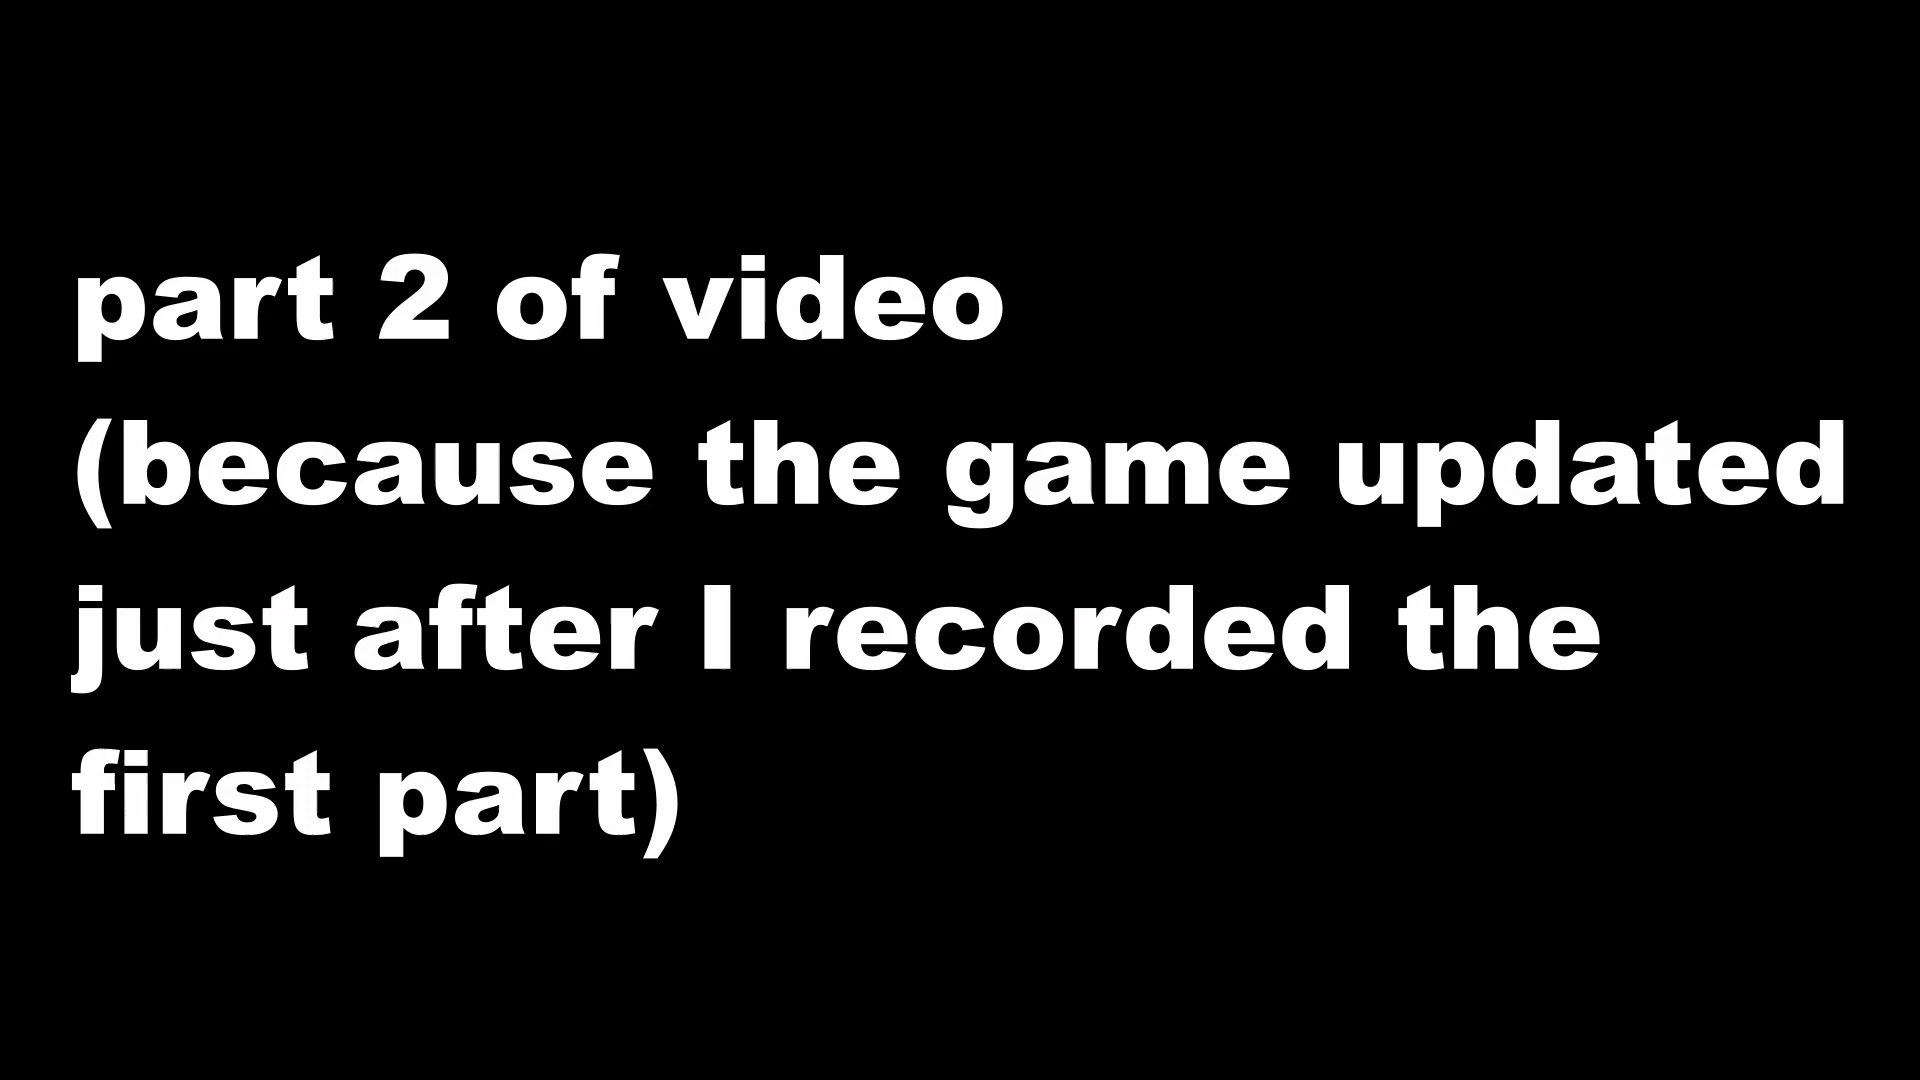 part 2 of video
(because the game updated
just after I recorded the
first part)